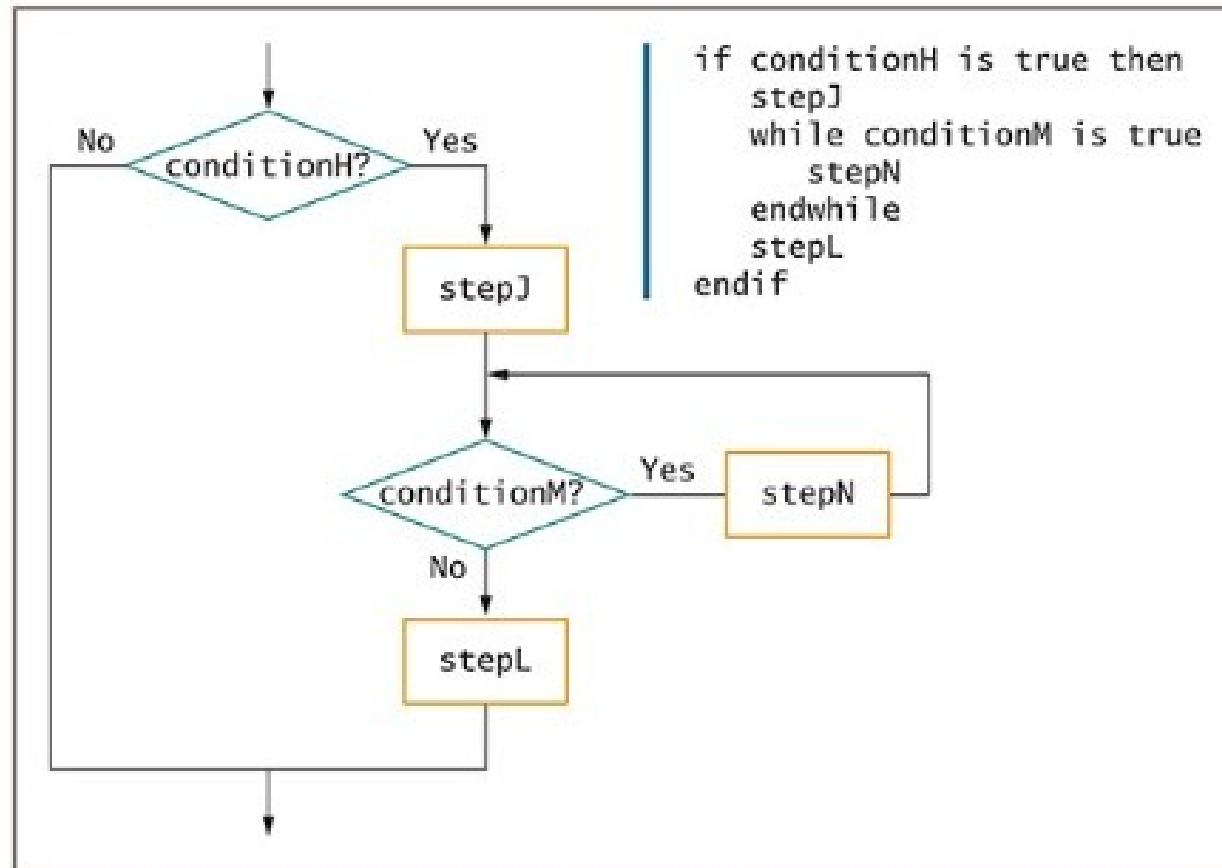 if conditionH is true then
stepJ
while conditionM is true
stepN
endwhile
stepL
endif
No
Yes
conditionH?
stepJ
conditionM?
Yes
stepN
No
stepL